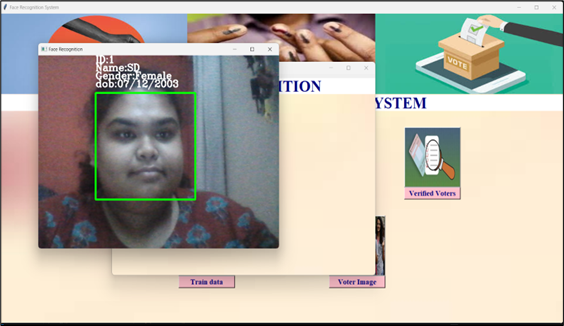 Face Recognition System
Face Recognition
ID:1
Name:SD
Gender:Female
dob:07/12/2003
VOTE
ITION
YSTEM
Verified Voters
Train data
Voter Image